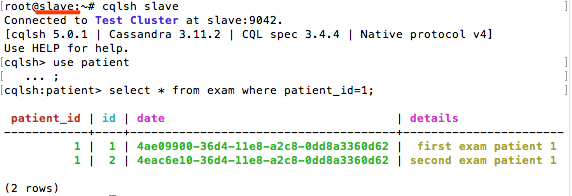 [root@slave:~# cqlsh slave ]
Connected to Test Cluster at slave:9042.
[cqlsh 5.0.1 | Cassandra 3.11.2 | CQL spec 3.4.4 | Native protocol v4]
Use HELP for help.
[cqlsh> use patient ]
[   ... ; ]
[cqlsh:patient> select * from exam where patient_id=1; ]
 patient_id | id | date | details
------------+----+--------------------------------------+----------------------
 1 | 1 | 4ae09900-36d4-11e8-a2c8-0dd8a3360d62 | first exam patient 1
 1 | 2 | 4eac6e10-36d4-11e8-a2c8-0dd8a3360d62 | second exam patient 1
(2 rows)